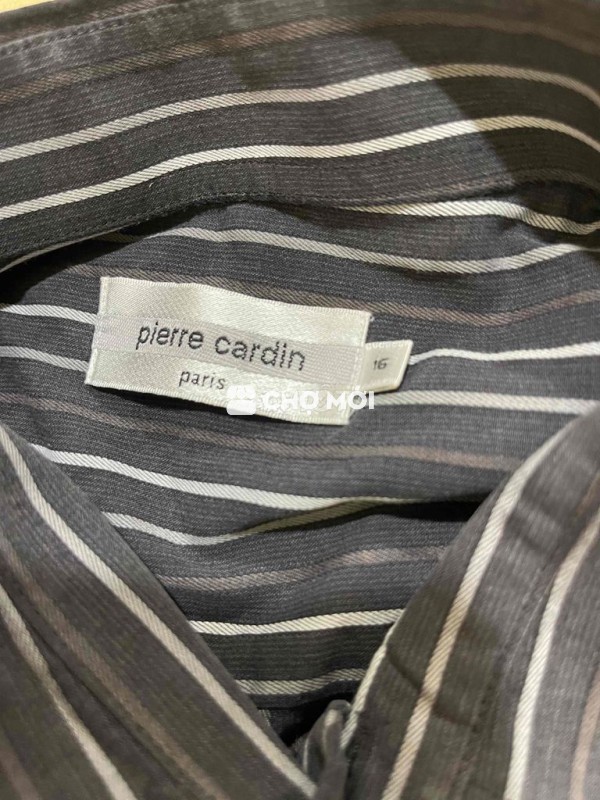 pierre cardin
16
paris
CHỢ MỚI